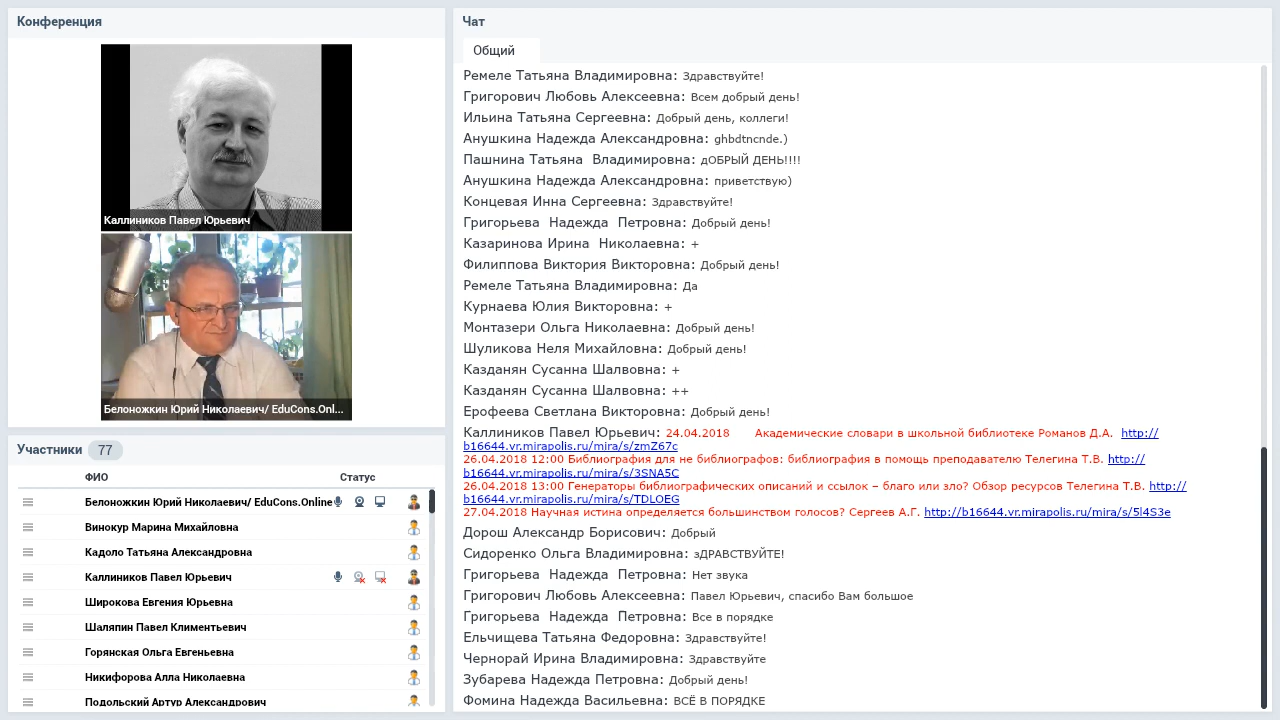 Конференция
Каллиников Павел Юрьевич
Белоножкин Юрий Николаевич/ EduCons.Onl...
Участники 77
ФИО Статус
Белоножкин Юрий Николаевич/ EduCons.Online
Винокур Марина Михайловна
Кадоло Татьяна Александровна
Каллиников Павел Юрьевич
Широкова Евгения Юрьевна
Шаляпин Павел Климентьевич
Горянская Ольга Евгеньевна
Никифорова Алла Николаевна
Подольский Артур Александрович
Чат
Общий
Ремеле Татьяна Владимировна: Здравствуйте!
Григорович Любовь Алексеевна: Всем добрый день!
Ильина Татьяна Сергеевна: Добрый день, коллеги!
Анушкина Надежда Александровна: ghbdtncnde.)
Пашнина Татьяна  Владимировна: дОБРЫЙ ДЕНЬ!!!!
Анушкина Надежда Александровна: приветствую)
Концевая Инна Сергеевна: Здравствуйте!
Григорьева  Надежда  Петровна: Добрый день!
Казаринова Ирина  Николаевна: +
Филиппова Виктория Викторовна: Добрый день!
Ремеле Татьяна Владимировна: Да
Курнаева Юлия Викторовна: +
Монтазери Ольга Николаевна: Добрый день!
Шуликова Неля Михайловна: Добрый день!
Казданян Сусанна Шалвовна: +
Казданян Сусанна Шалвовна: ++
Ерофеева Светлана Викторовна: Добрый день!
Каллиников Павел Юрьевич: 24.04.2018 Академические словари в школьной библиотеке Романов Д.А. http://
b16644.vr.mirapolis.ru/mira/s/zmZ67c
26.04.2018 12:00 Библиография для не библиографов: библиография в помощь преподавателю Телегина Т.В. http://
b16644.vr.mirapolis.ru/mira/s/3SNA5C
26.04.2018 13:00 Генераторы библиографических описаний и ссылок – благо или зло? Обзор ресурсов Телегина Т.В. http://
b16644.vr.mirapolis.ru/mira/s/TDLOEG
27.04.2018 Научная истина определяется большинством голосов? Сергеев А.Г. http://b16644.vr.mirapolis.ru/mira/s/5l4S3e
Дорош Александр Борисович: Добрый
Сидоренко Ольга Владимировна: зДРАВСТВУЙТЕ!
Григорьева  Надежда  Петровна: Нет звука
Григорович Любовь Алексеевна: Павел Юрьевич, спасибо Вам большое
Григорьева  Надежда  Петровна: Все в порядке
Ельчищева Татьяна Федоровна: Здравствуйте!
Чернорай Ирина Владимировна: Здравствуйте
Зубарева Надежда Петровна: Добрый день!
Фомина Надежда Васильевна: ВСЁ В ПОРЯДКЕ